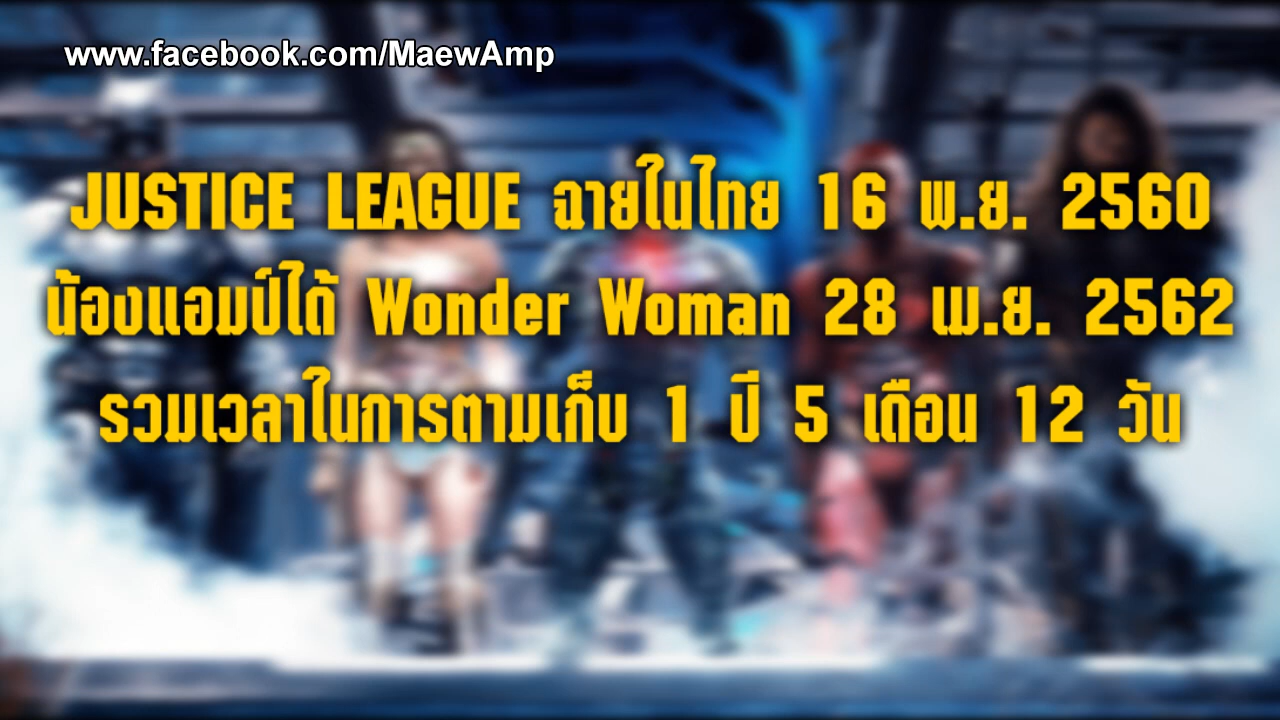 www.facebook.com/MaewAmp
JUSTICE LEAGUE ฉายในไทย 16 พ.ย. 2560
น้องแอมป์ได้ Wonder Woman 28 เม.ย. 2562
รวมเวลาในการตามเก็บ 1 ปี 5 เดือน 12 วัน